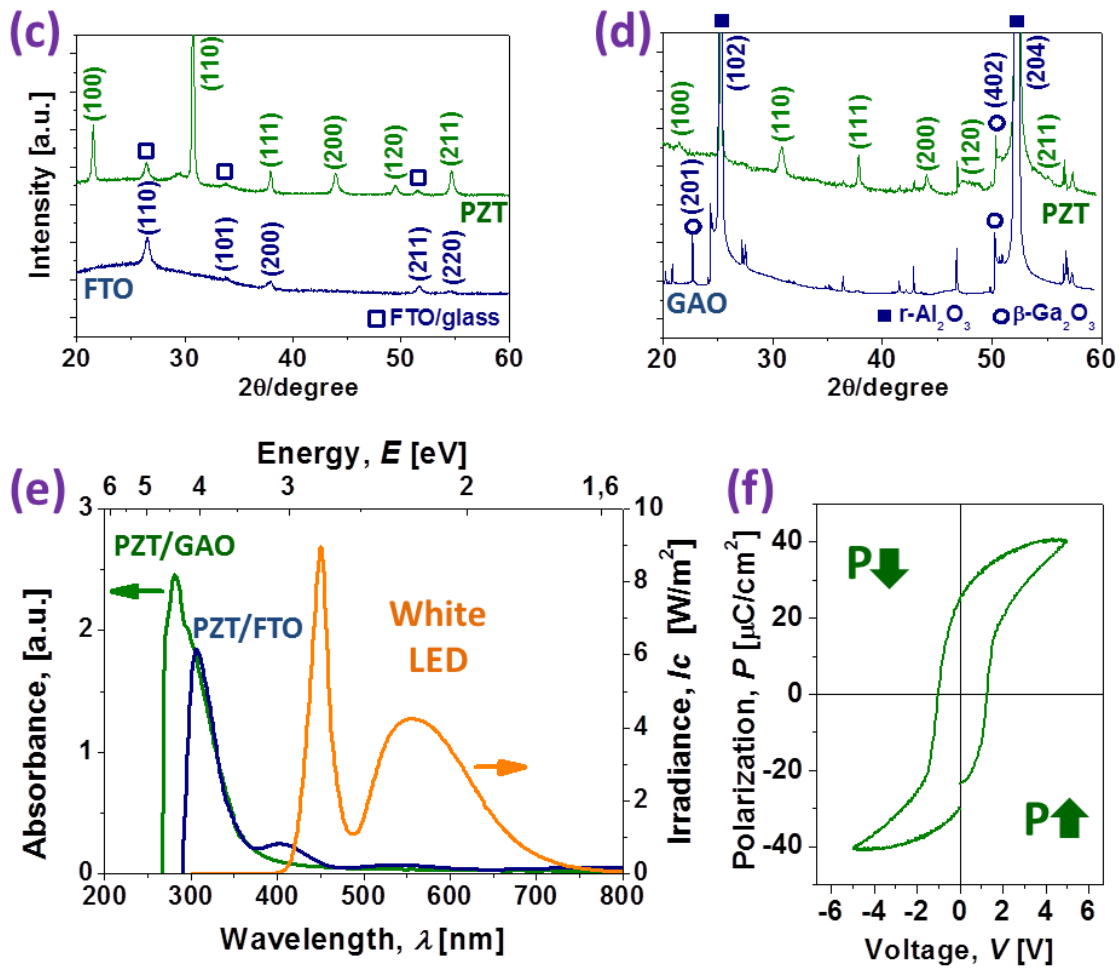 (c)
Intensity [a.u.]
(100)
(110)
(111)
(200)
(120)
(211)
PZT
(110)
(101)
(200)
(211)
(220)
FTO
FTO/glass
20 30 40 50 60
2θ/degree
(d)
(102)
(204)
(402)
(100)
(110)
(111)
(200)
(120)
(211)
PZT
(201)
GAO
r-Al₂O₃
β-Ga₂O₃
20 30 40 50 60
2θ/degree
(e)
Energy, E [eV]
6 5 4 3 2 1,6
Absorbance, [a.u.]
3
2
1
0
PZT/GAO
PZT/FTO
White
LED
10
8
6
4
2
0
Irradiance, Ic [W/m²]
200 300 400 500 600 700 800
Wavelength, λ [nm]
(f)
Polarization, P [μC/cm²]
40
20
0
-20
-40
P
P
-6 -4 -2 0 2 4 6
Voltage, V [V]